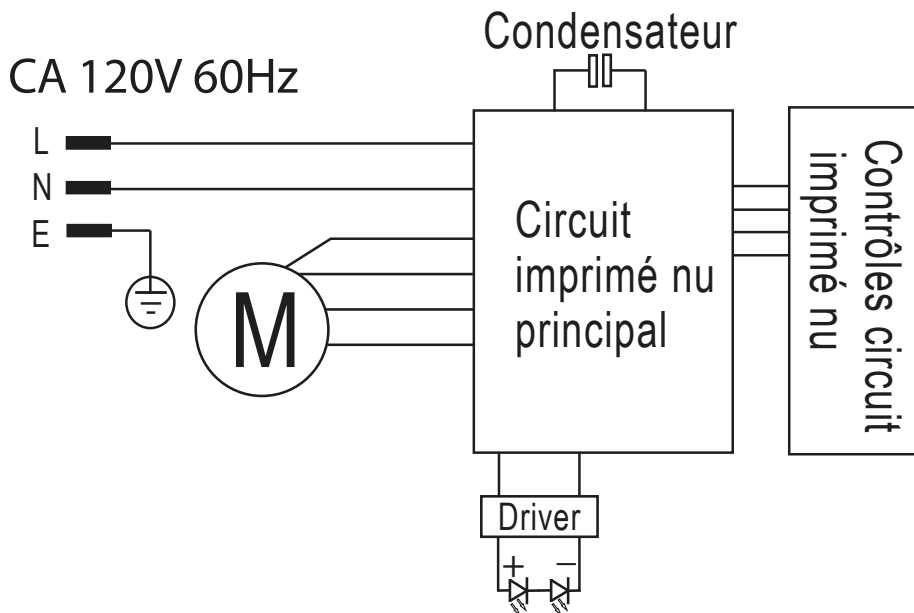 Condensateur
CA 120V 60Hz
L
N
E
M
Circuit
imprimé nu
principal
Contrôles circuit
imprimé nu
Driver
+ −